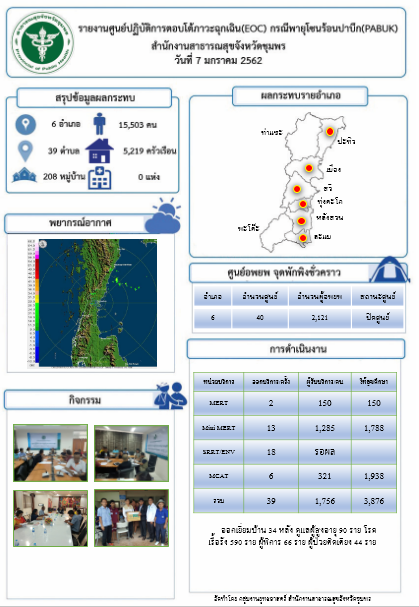 รายงานศูนย์ปฏิบัติการตอบโต้ภาวะฉุกเฉิน(EOC) กรณีพายุโซนร้อนปาบึก(PABUK)
สำนักงานสาธารณสุขจังหวัดชุมพร
วันที่ 7 มกราคม 2562
สรุปข้อมูลผลกระทบ
6 อำเภอ
15,503 คน
39 ตำบล
5,219 ครัวเรือน
208 หมู่บ้าน
0 แห่ง
ผลกระทบรายอำเภอ
ท่าแซะ
ปะทิว
เมือง
สวี
ทุ่งตะโก
พะโต๊ะ
หลังสวน
ละแม
พยากรณ์อากาศ
ศูนย์อพยพ จุดพักพิงชั่วคราว
อำเภอ จำนวนศูนย์ จำนวนผู้อพยพ สถานะศูนย์
6 40 2,121 ปิดศูนย์
การดำเนินงาน
หน่วยบริการ ออกบริการ/ครั้ง ผู้รับบริการ/คน ให้สุขศึกษา
MERT 2 150 150
Mini MERT 13 1,285 1,788
SRRT/ENV 18 รอผล
MCAT 6 321 1,938
รวม 39 1,756 3,876
ออกเยี่ยมบ้าน 34 หลัง ดูแลผู้สูงอายุ 90 ราย โรค
เรื้อรัง 590 ราย ผู้พิการ 66 ราย ผู้ป่วยติดเตียง 44 ราย
กิจกรรม
จัดทำโดย กลุ่มงานยุทธศาสตร์ สำนักงานสาธารณสุขจังหวัดชุมพร